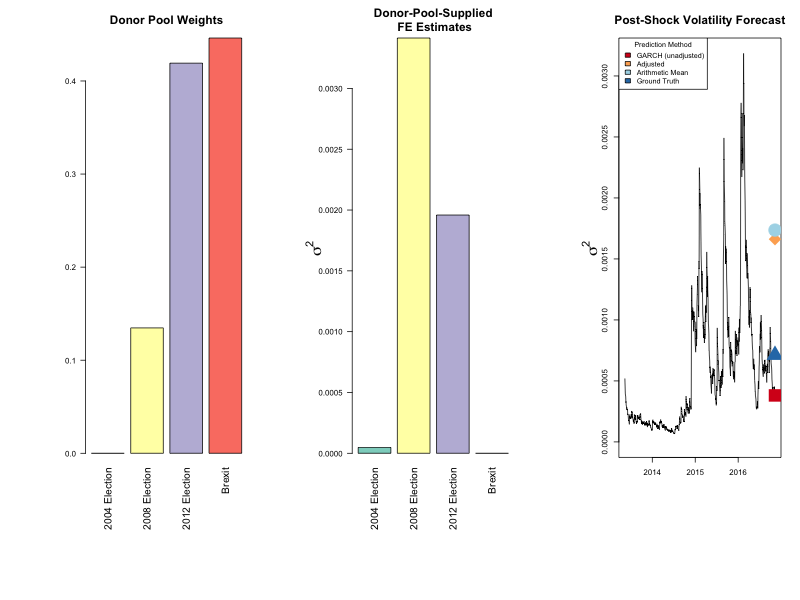 Donor Pool Weights
0.4
0.3
0.2
0.1
0.0
2004 Election
2008 Election
2012 Election
Brexit
Donor-Pool-Supplied
FE Estimates
σ2
0.0030
0.0025
0.0020
0.0015
0.0010
0.0005
0.0000
2004 Election
2008 Election
2012 Election
Brexit
Post-Shock Volatility Forecast
Prediction Method
GARCH (unadjusted)
Adjusted
Arithmetic Mean
Ground Truth
σ2
0.0030
0.0025
0.0020
0.0015
0.0010
0.0005
0.0000
2014
2015
2016